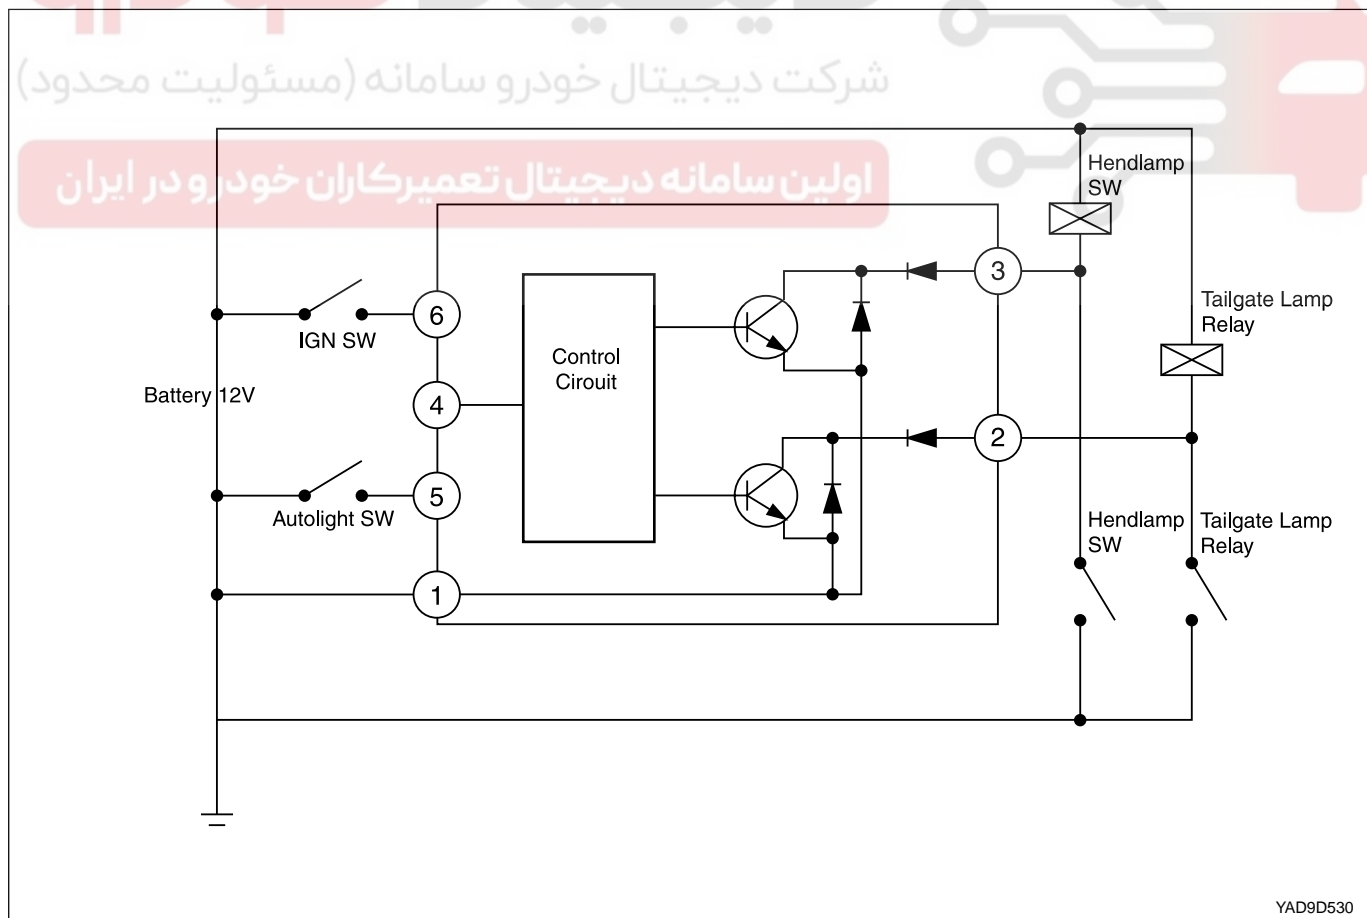 شرکت دیجیتال خودرو سامانه (مسئولیت محدود)
اولین سامانه دیجیتال تعمیرکاران خودرو در ایران
Hendlamp
SW
3
Tailgate Lamp
Relay
6
IGN SW
Control
Cirouit
Battery 12V
4
2
5
Autolight SW
Hendlamp
SW
Tailgate Lamp
Relay
1
YAD9D530